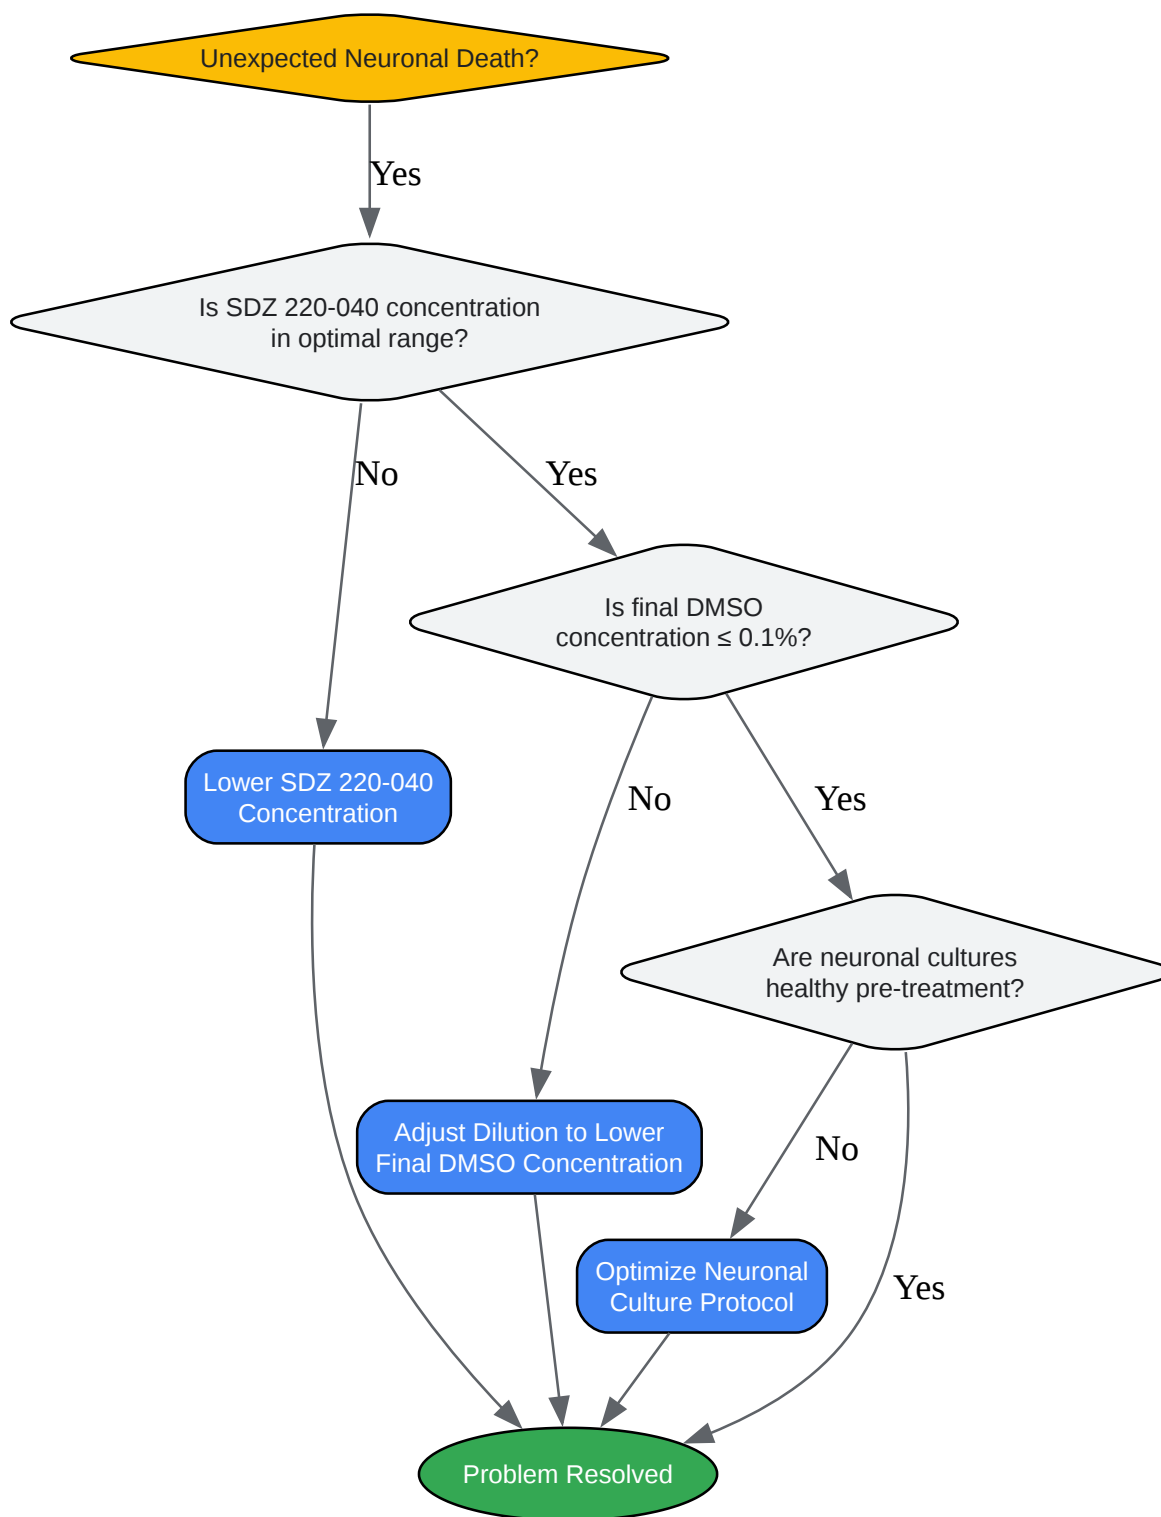 Unexpected Neuronal Death?
Yes
Is SDZ 220-040 concentration
in optimal range?
No
Yes
Is final DMSO
concentration ≤ 0.1%?
Lower SDZ 220-040
Concentration
No
Yes
Are neuronal cultures
healthy pre-treatment?
Adjust Dilution to Lower
Final DMSO Concentration
No
Optimize Neuronal
Culture Protocol
Yes
Problem Resolved